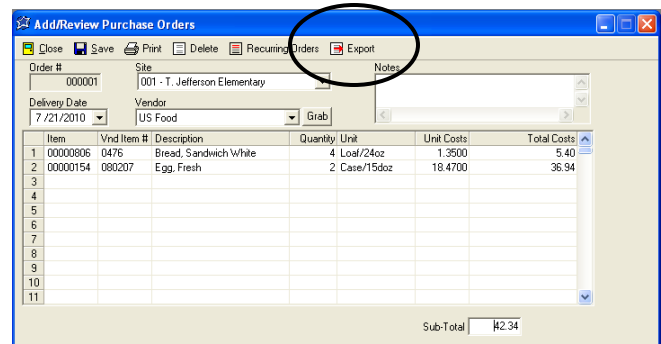 Add/Review Purchase Orders
Close Save Print Delete Recurring Orders Export
Order # Site Notes
000001 001 - T. Jefferson Elementary
Delivery Date Vendor
7 /21/2010 US Food Grab
Item Vnd Item # Description Quantity Unit Unit Costs Total Costs
1 00000806 0476 Bread, Sandwich White 4 Loaf/24oz 1.3500 5.40
2 00000154 080207 Egg, Fresh 2 Case/15doz 18.4700 36.94
3
4
5
6
7
8
9
10
11
Sub-Total 42.34